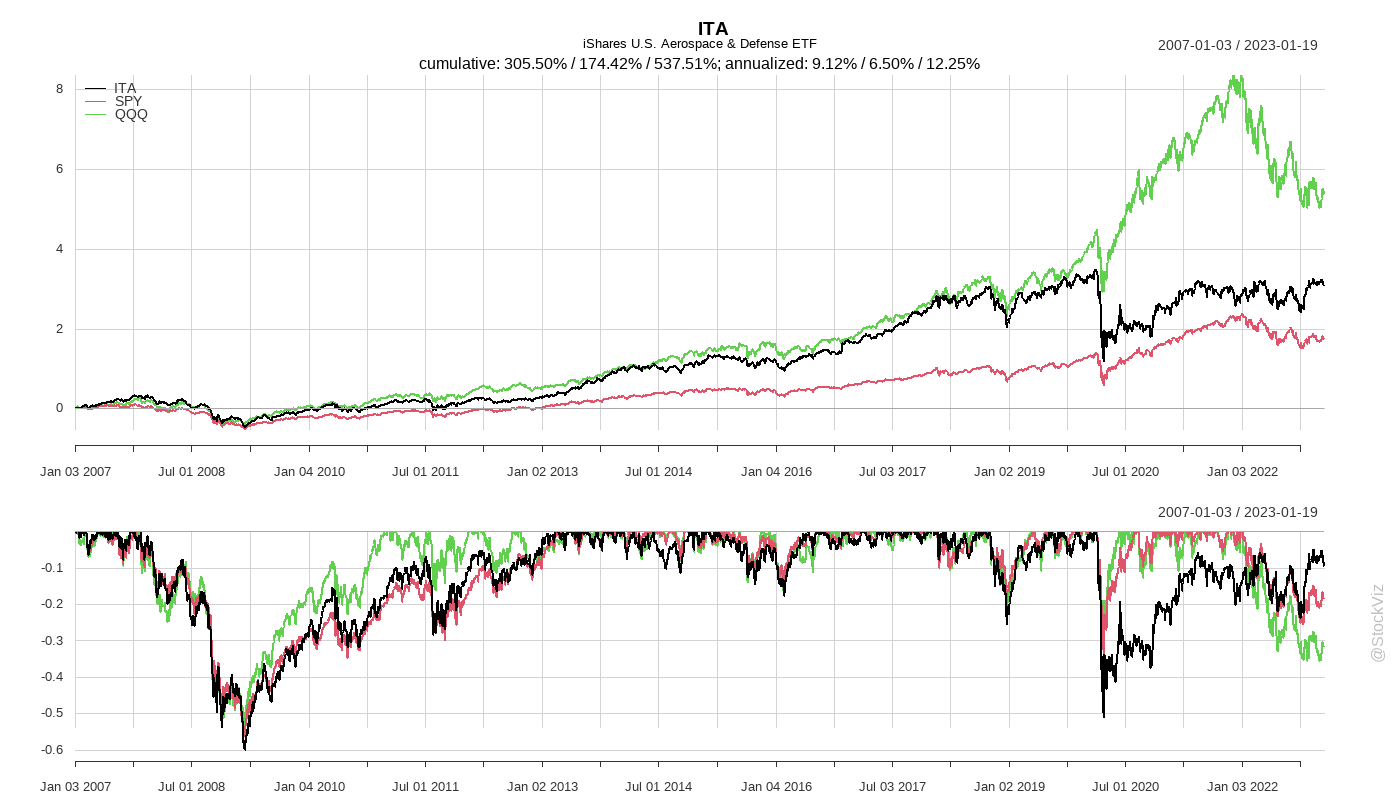 ITA
iShares U.S. Aerospace & Defense ETF
2007-01-03 / 2023-01-19
cumulative: 305.50% / 174.42% / 537.51%; annualized: 9.12% / 6.50% / 12.25%
ITA
SPY
QQQ
8
6
4
2
0
Jan 03 2007 Jul 01 2008 Jan 04 2010 Jul 01 2011 Jan 02 2013 Jul 01 2014 Jan 04 2016 Jul 03 2017 Jan 02 2019 Jul 01 2020 Jan 03 2022
2007-01-03 / 2023-01-19
-0.1
-0.2
-0.3
-0.4
-0.5
-0.6
Jan 03 2007 Jul 01 2008 Jan 04 2010 Jul 01 2011 Jan 02 2013 Jul 01 2014 Jan 04 2016 Jul 03 2017 Jan 02 2019 Jul 01 2020 Jan 03 2022
@StockViz